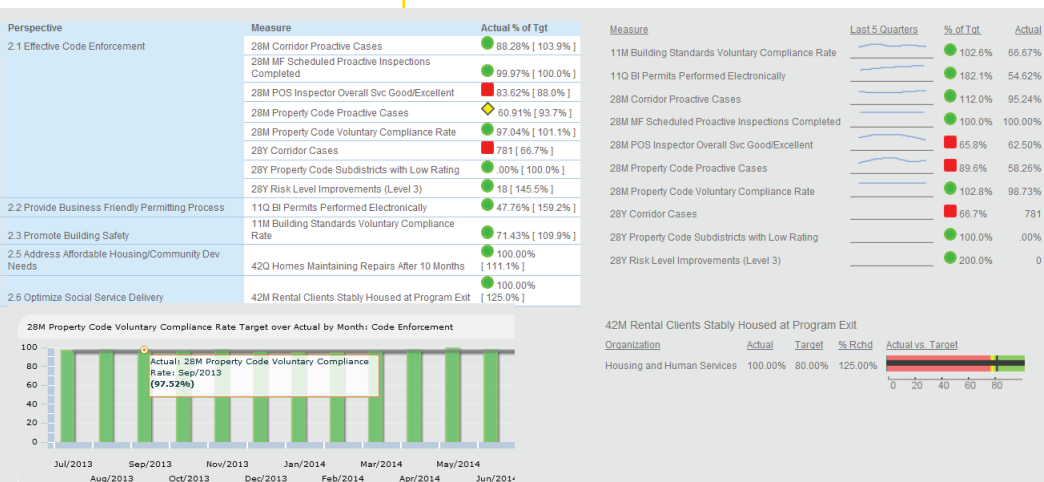 Perspective Measure Actual % of Tgt
2.1 Effective Code Enforcement 28M Corridor Proactive Cases 88.28% [ 103.9% ]
28M MF Scheduled Proactive Inspections
Completed 99.97% [ 100.0% ]
28M POS Inspector Overall Svc Good/Excellent 83.62% [ 88.0% ]
28M Property Code Proactive Cases 60.91% [ 93.7% ]
28M Property Code Voluntary Compliance Rate 97.04% [ 101.1% ]
28Y Corridor Cases 781 [ 66.7% ]
28Y Property Code Subdistricts with Low Rating .00% [ 100.0% ]
28Y Risk Level Improvements (Level 3) 18 [ 145.5% ]
2.2 Provide Business Friendly Permitting Process 11Q BI Permits Performed Electronically 47.76% [ 159.2% ]
2.3 Promote Building Safety 11M Building Standards Voluntary Compliance
Rate 71.43% [ 109.9% ]
2.5 Address Affordable Housing/Community Dev
Needs 42Q Homes Maintaining Repairs After 10 Months 100.00%
[ 111.1% ]
2.6 Optimize Social Service Delivery 42M Rental Clients Stably Housed at Program Exit 100.00%
[ 125.0% ]
Measure Last 5 Quarters % of Tgt Actual
11M Building Standards Voluntary Compliance Rate 102.6% 66.67%
11Q BI Permits Performed Electronically 182.1% 54.62%
28M Corridor Proactive Cases 112.0% 95.24%
28M MF Scheduled Proactive Inspections Completed 100.0% 100.00%
28M POS Inspector Overall Svc Good/Excellent 65.8% 62.50%
28M Property Code Proactive Cases 89.6% 58.26%
28M Property Code Voluntary Compliance Rate 102.8% 98.73%
28Y Corridor Cases 66.7% 781
28Y Property Code Subdistricts with Low Rating 100.0% .00%
28Y Risk Level Improvements (Level 3) 200.0% 0
28M Property Code Voluntary Compliance Rate Target over Actual by Month: Code Enforcement
100
80
60
40
20
0
Actual: 28M Property Code Voluntary Compliance
Rate: Sep/2013
(97.52%)
Jul/2013 Sep/2013 Nov/2013 Jan/2014 Mar/2014 May/2014
Aug/2013 Oct/2013 Dec/2013 Feb/2014 Apr/2014 Jun/2014
42M Rental Clients Stably Housed at Program Exit
Organization Actual Target % Rchd Actual vs. Target
Housing and Human Services 100.00% 80.00% 125.00%
0 20 40 60 80